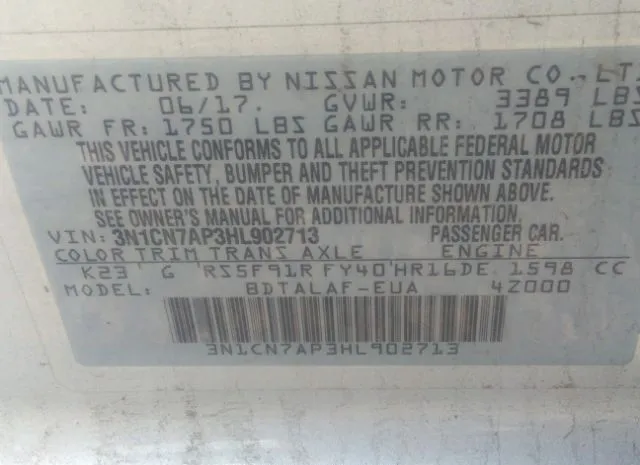 MANUFACTURED BY NISSAN MOTOR CO., LT
DATE: 06/17. GVWR: 3389 LBS
GAWR FR: 1750 LBS GAWR RR: 1708 LBS
THIS VEHICLE CONFORMS TO ALL APPLICABLE FEDERAL MOTOR
VEHICLE SAFETY, BUMPER AND THEFT PREVENTION STANDARDS
IN EFFECT ON THE DATE OF MANUFACTURE SHOWN ABOVE.
SEE OWNER'S MANUAL FOR ADDITIONAL INFORMATION.
VIN: 3N1CN7AP3HL902713 PASSENGER CAR.
COLOR TRIM TRANS AXLE ENGINE
K23 G RS5F91R FY40 HR16DE 1598 CC
MODEL: BDTALAF-EUA 4Z000
3N1CN7AP3HL902713